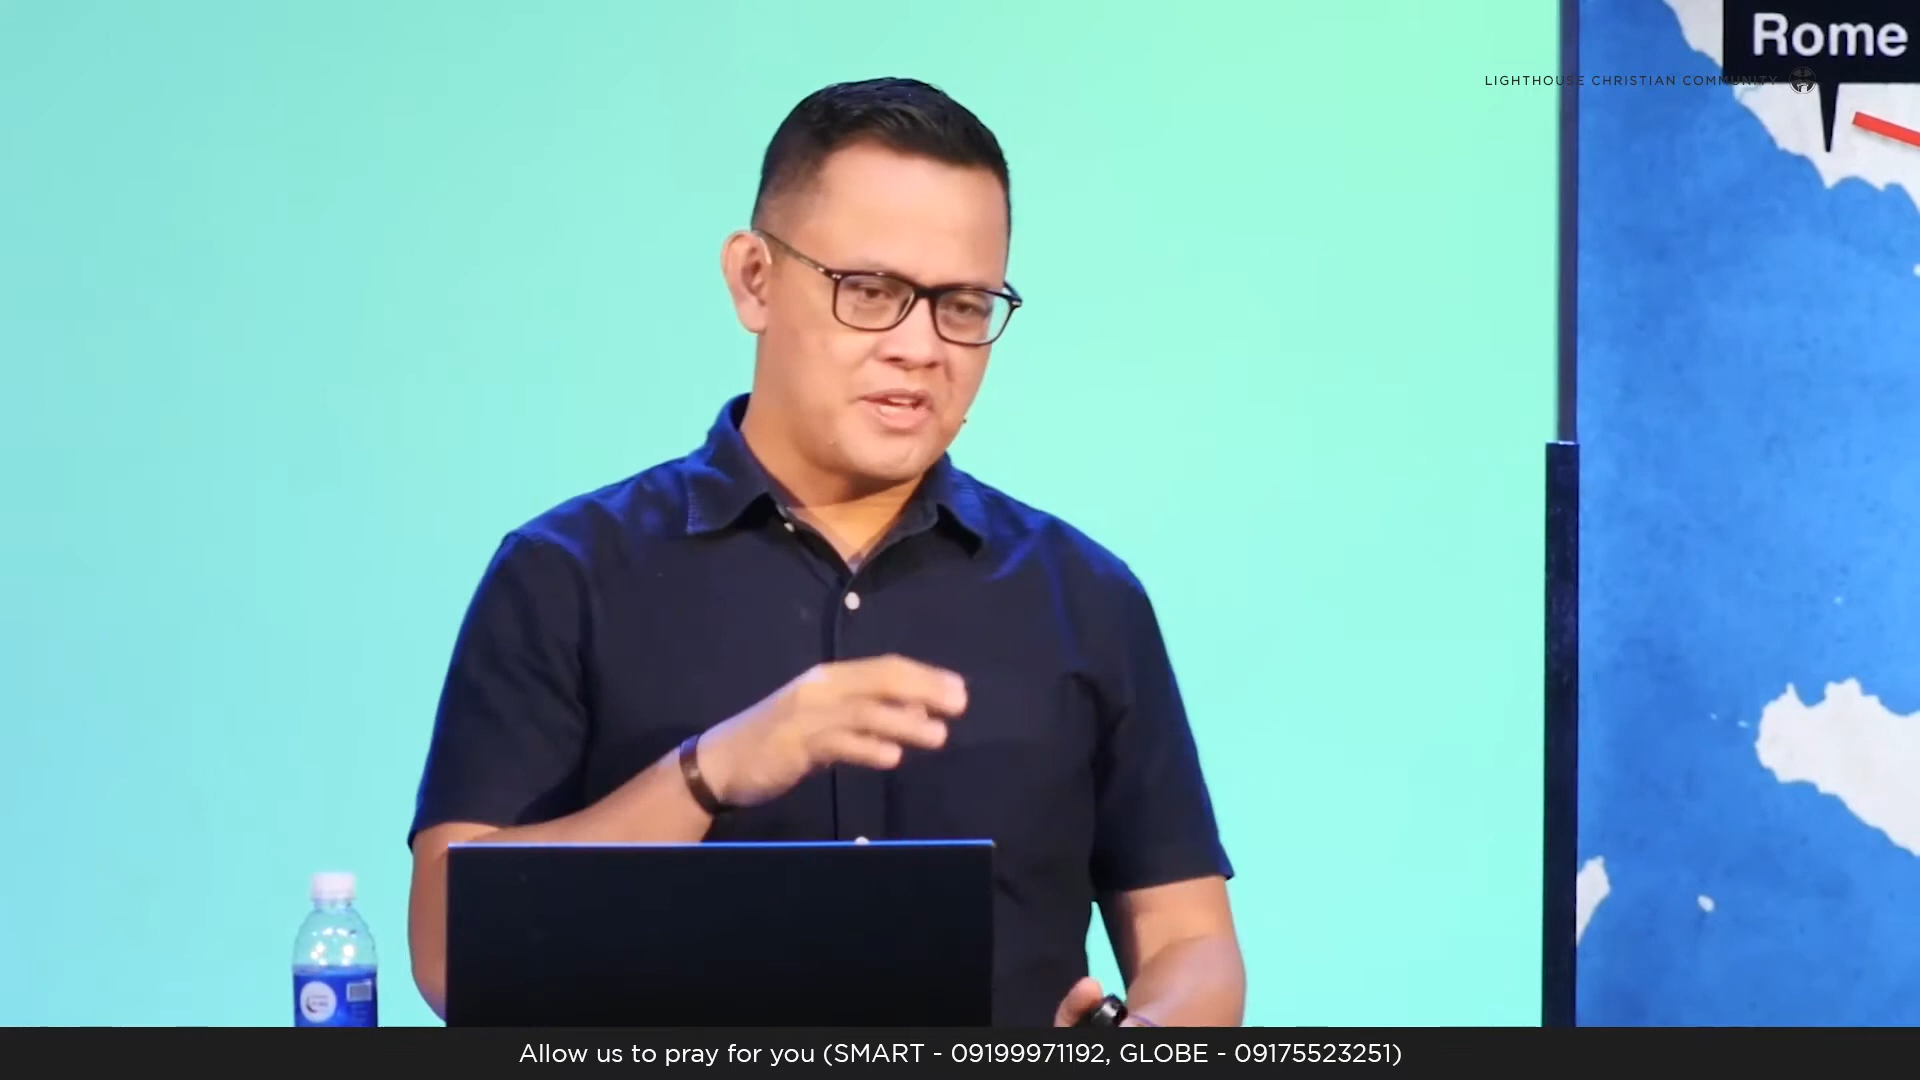 Rome
LIGHTHOUSE CHRISTIAN COMMUNITY
Allow us to pray for you (SMART - 09199971192, GLOBE - 09175523251)